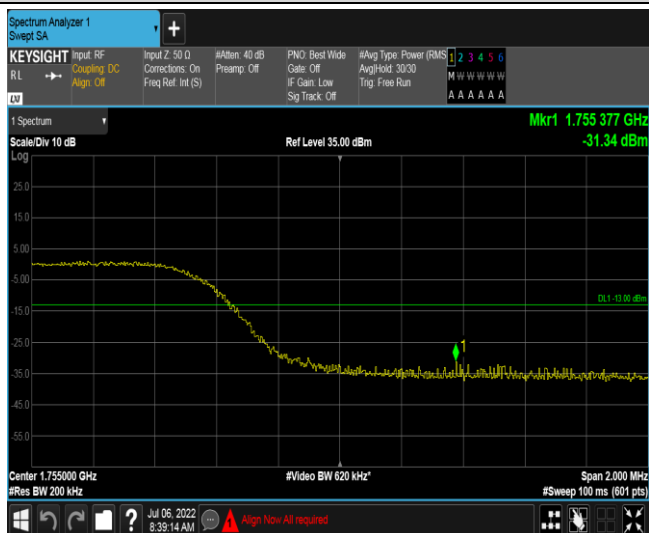 Spectrum Analyzer 1
Swept SA
KEYSIGHT Input: RF Input Z: 50 Ω #Atten: 40 dB PNO: Best Wide #Avg Type: Power (RMS 1 2 3 4 5 6
RL Coupling: DC Corrections: On Preamp: Off Gate: Off Avg|Hold: 30/30 M W W W W W
Align: Off Freq Ref: Int (S) IF Gain: Low Trig: Free Run
Sig Track: Off A A A A A A
1 Spectrum Mkr1 1.755 377 GHz
Scale/Div 10 dB Ref Level 35.00 dBm -31.34 dBm
Log
25.0
15.0
5.00
-5.00
DL1 -13.00 dBm
-15.0
-25.0
1
-35.0
-45.0
-55.0
Center 1.755000 GHz #Video BW 620 kHz* Span 2.000 MHz
#Res BW 200 kHz #Sweep 100 ms (601 pts)
? Jul 06, 2022 Align Now All required
8:39:14 AM